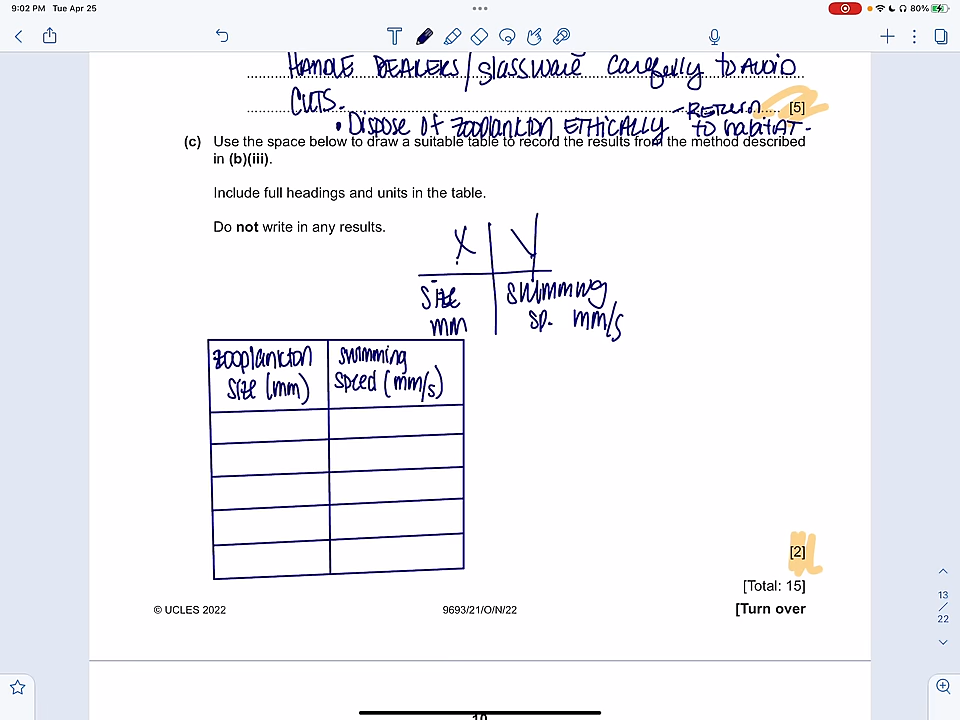 9:02 PM Tue Apr 25
80%
HANDLE BEAKERS/glassware carefully to AVOID
CUTS.
[5]
• Dispose of zooplankton ETHICALLY - RETURN to habitAT -
(c) Use the space below to draw a suitable table to record the results from the method described
in (b)(iii).
Include full headings and units in the table.
Do not write in any results.
X Y
size swimming
mm sp. mm/s
zooplankton swimming
size (mm) speed (mm/s)
[2]
[Total: 15]
© UCLES 2022 9693/21/O/N/22 [Turn over
13
/
22
10